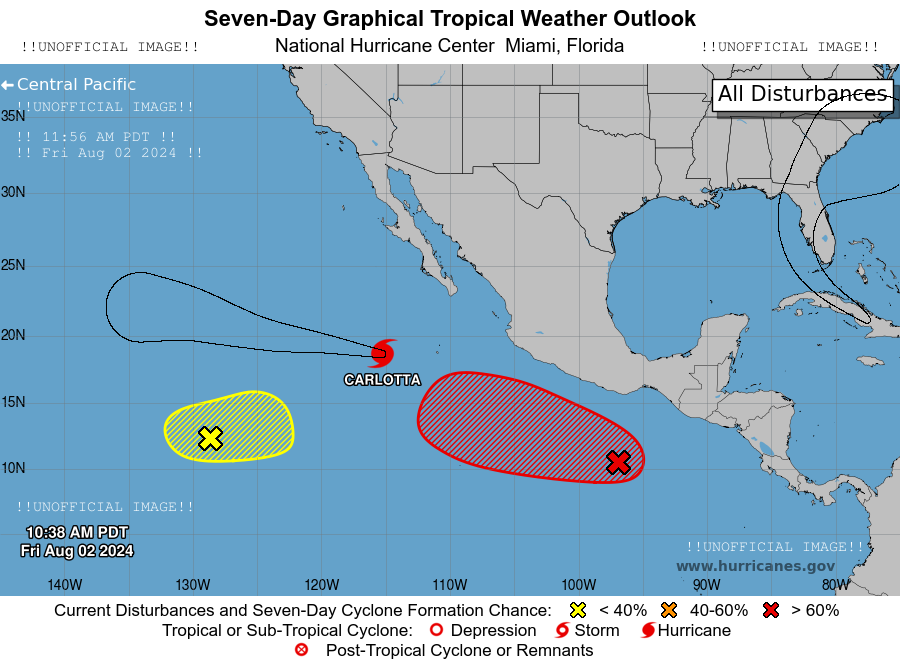 Seven-Day Graphical Tropical Weather Outlook
!!UNOFFICIAL IMAGE!! National Hurricane Center Miami, Florida !!UNOFFICIAL IMAGE!!
Central Pacific
All Disturbances
!!UNOFFICIAL IMAGE!!
35N
!! 11:56 AM PDT !!
!! Fri Aug 02 2024 !!
30N
25N
20N
CARLOTTA
15N
10N
!!UNOFFICIAL IMAGE!!
10:38 AM PDT
Fri Aug 02 2024
!!UNOFFICIAL IMAGE!!
www.hurricanes.gov
140W 130W 120W 110W 100W 90W 80W
Current Disturbances and Seven-Day Cyclone Formation Chance: < 40% 40-60% > 60%
Tropical or Sub-Tropical Cyclone: Depression Storm Hurricane
Post-Tropical Cyclone or Remnants